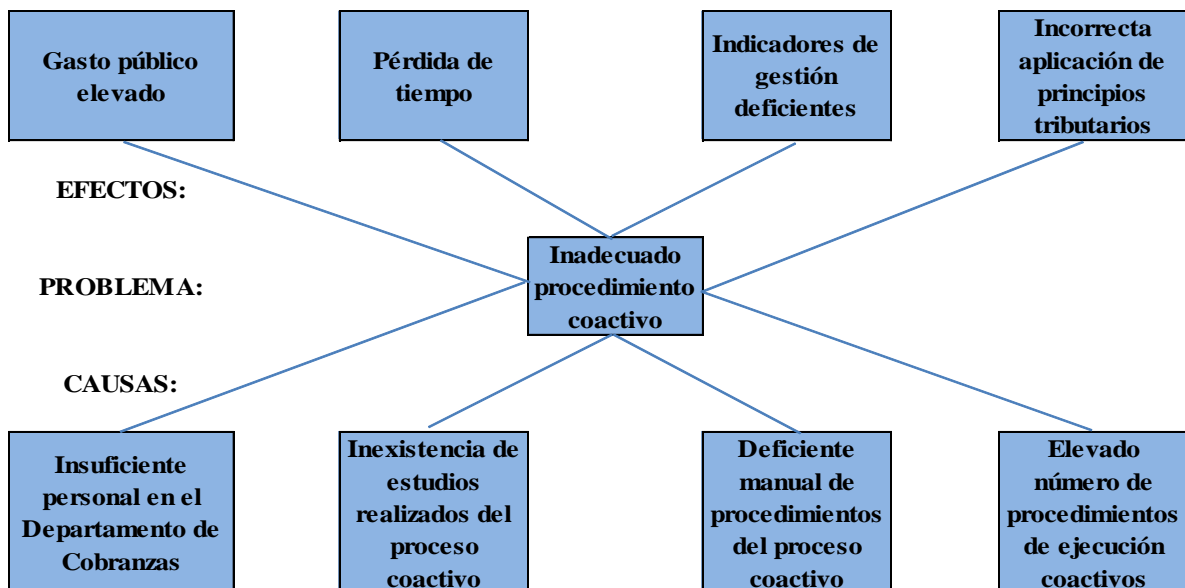 Gasto público
elevado
Pérdida de
tiempo
Indicadores de
gestión
deficientes
Incorrecta
aplicación de
principios
tributarios
EFECTOS:
PROBLEMA:
Inadecuado
procedimiento
coactivo
CAUSAS:
Insuficiente
personal en el
Departamento de
Cobranzas
Inexistencia de
estudios
realizados del
proceso
coactivo
Deficiente
manual de
procedimientos
del proceso
coactivo
Elevado
número de
procedimientos
de ejecución
coactivos